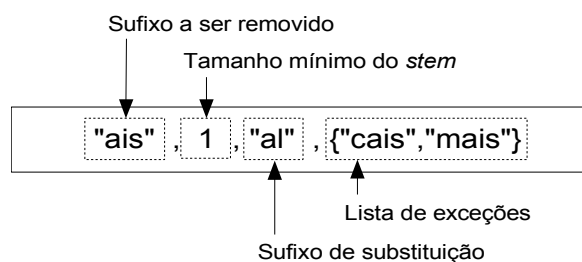 Sufixo a ser removido
Tamanho mínimo do stem
"ais" , 1 , "al" , {"cais","mais"}
Lista de exceções
Sufixo de substituição